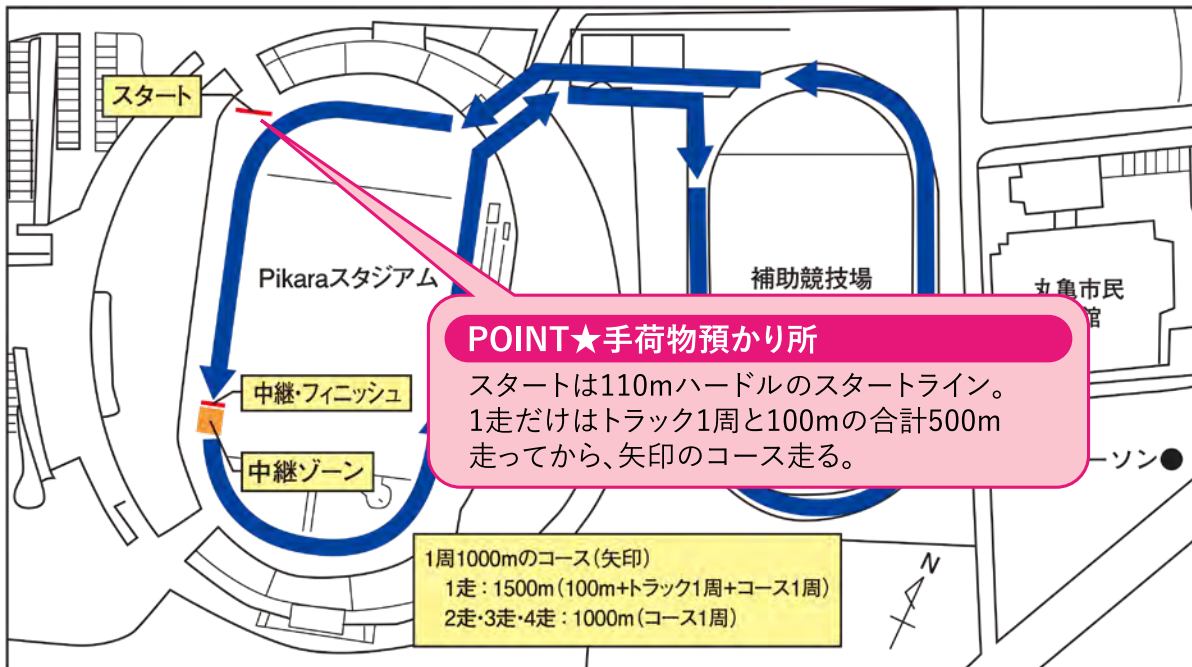 スタート
Pikaraスタジアム
補助競技場
丸亀市民
館
POINT★手荷物預かり所
スタートは110mハードルのスタートライン。
1走だけはトラック1周と100mの合計500m
走ってから、矢印のコース走る。
中継・フィニッシュ
中継ゾーン
ーソン●
1周1000mのコース(矢印)
1走:1500m(100m+トラック1周+コース1周)
2走・3走・4走:1000m(コース1周)
N